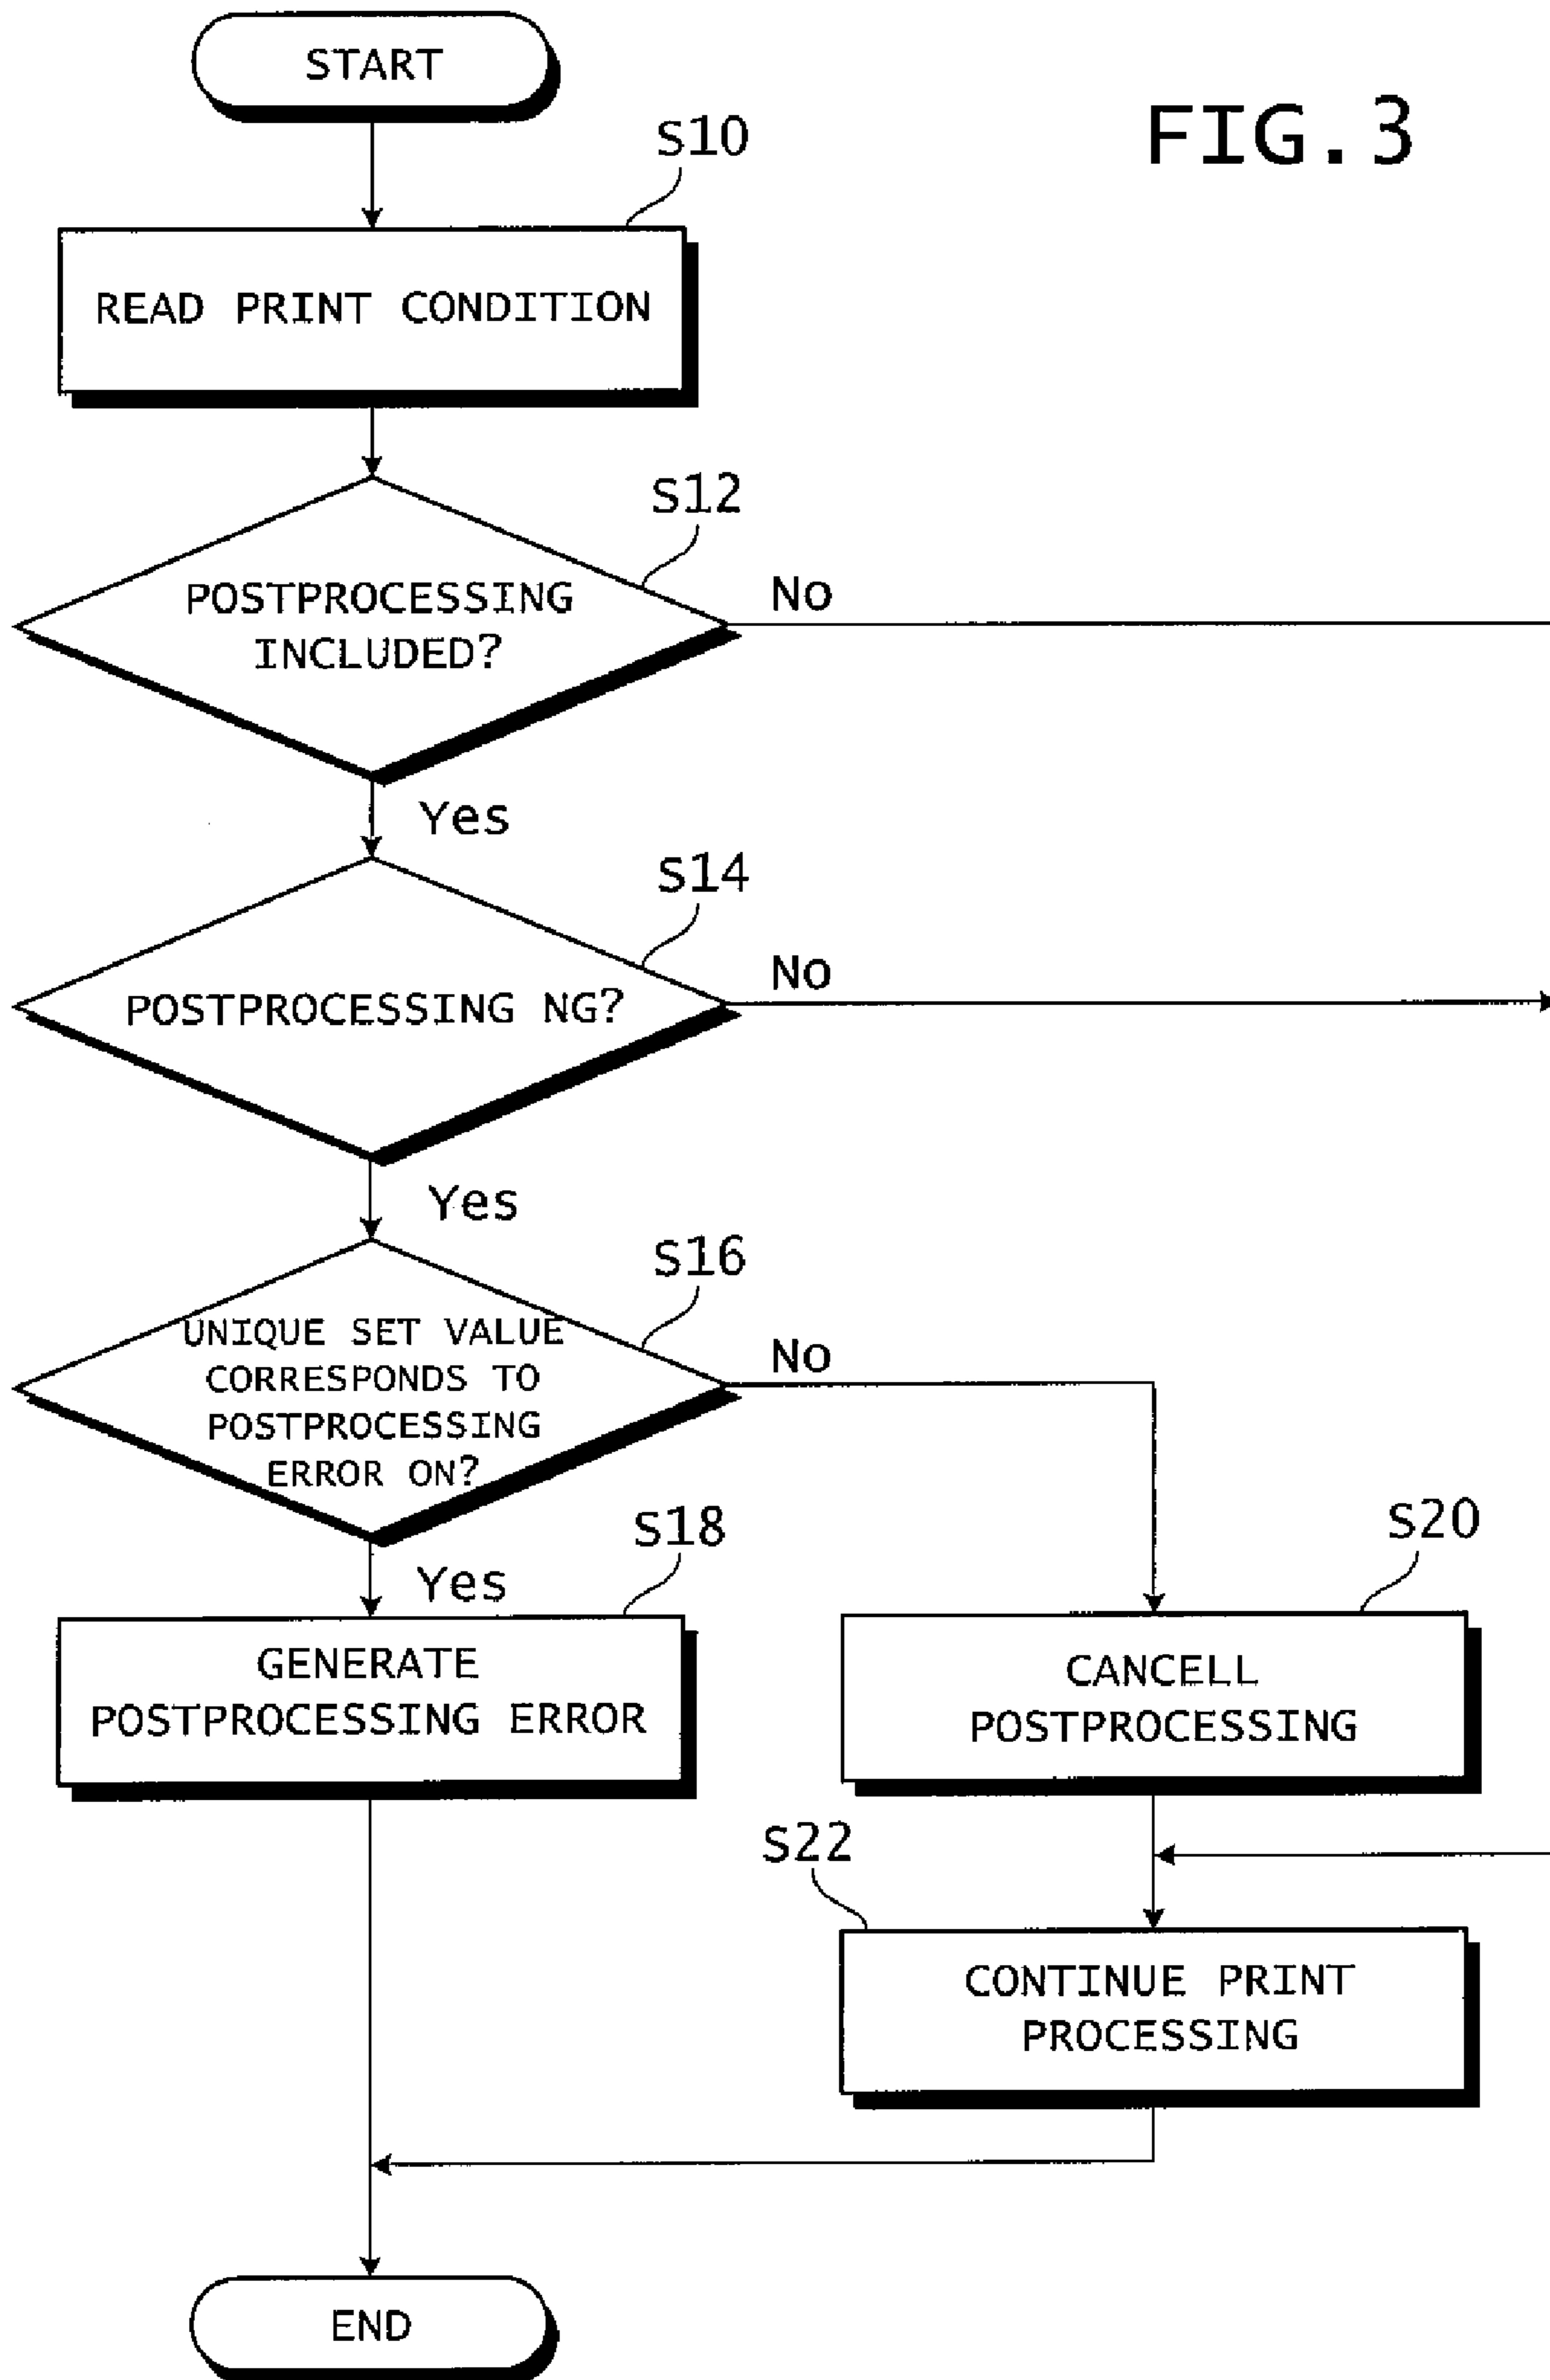 START
FIG.3
S10
READ PRINT CONDITION
S12
POSTPROCESSING
INCLUDED?
No
Yes
S14
POSTPROCESSING NG?
No
Yes
S16
UNIQUE SET VALUE
CORRESPONDS TO
POSTPROCESSING
ERROR ON?
No
Yes
S18
GENERATE
POSTPROCESSING ERROR
S20
CANCELL
POSTPROCESSING
S22
CONTINUE PRINT
PROCESSING
END